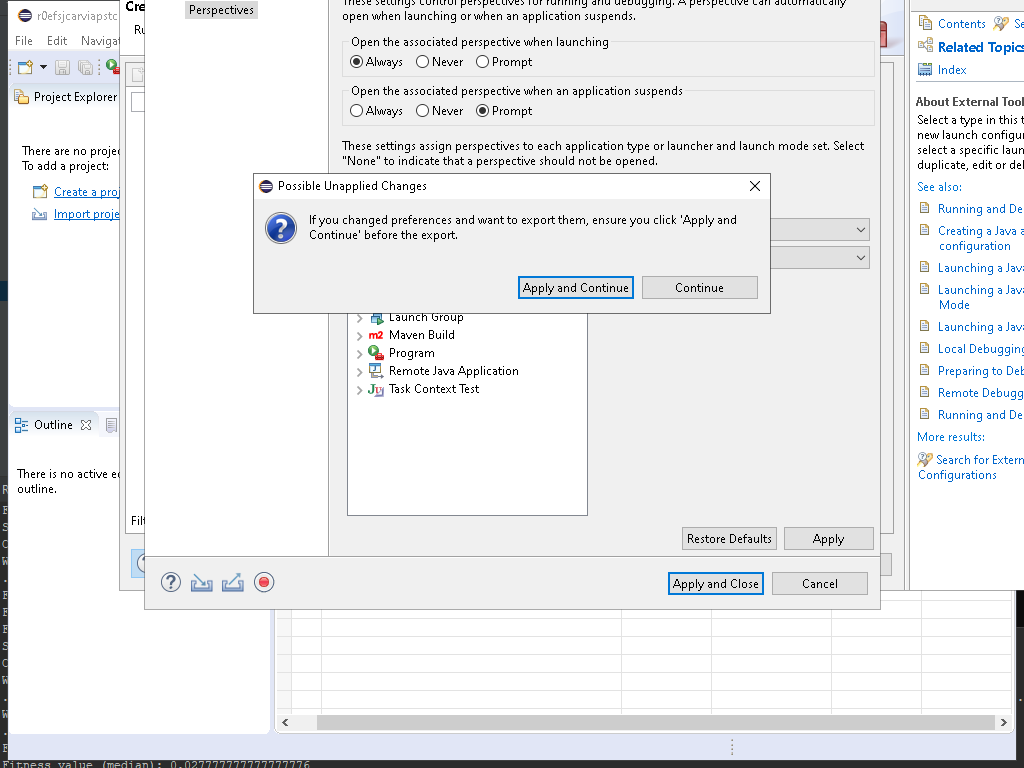 r0efsjcarviapstc
File Edit Navigat
Project Explorer
There are no projec
To add a project:
Create a proj
Import proje
Outline
There is no active ed
outline.
Cre
Ru
Filt
Perspectives
These settings control perspectives for running and debugging. A perspective can automatically
open when launching or when an application suspends.
Open the associated perspective when launching
Always Never Prompt
Open the associated perspective when an application suspends
Always Never Prompt
These settings assign perspectives to each application type or launcher and launch mode set. Select
"None" to indicate that a perspective should not be opened.
Possible Unapplied Changes
If you changed preferences and want to export them, ensure you click 'Apply and
Continue' before the export.
Apply and Continue Continue
Launch Group
m2 Maven Build
Program
Remote Java Application
Ju Task Context Test
Restore Defaults Apply
Apply and Close Cancel
Contents Se
Related Topics
Index
About External Tool
Select a type in this t
new launch configur
select a specific laun
duplicate, edit or del
See also:
Running and De
Creating a Java a
configuration
Launching a Java
Launching a Java
Mode
Launching a Java
Local Debugging
Preparing to Deb
Remote Debugg
Running and De
More results:
Search for Extern
Configurations
Fitness value (median): 0.027777777777777776